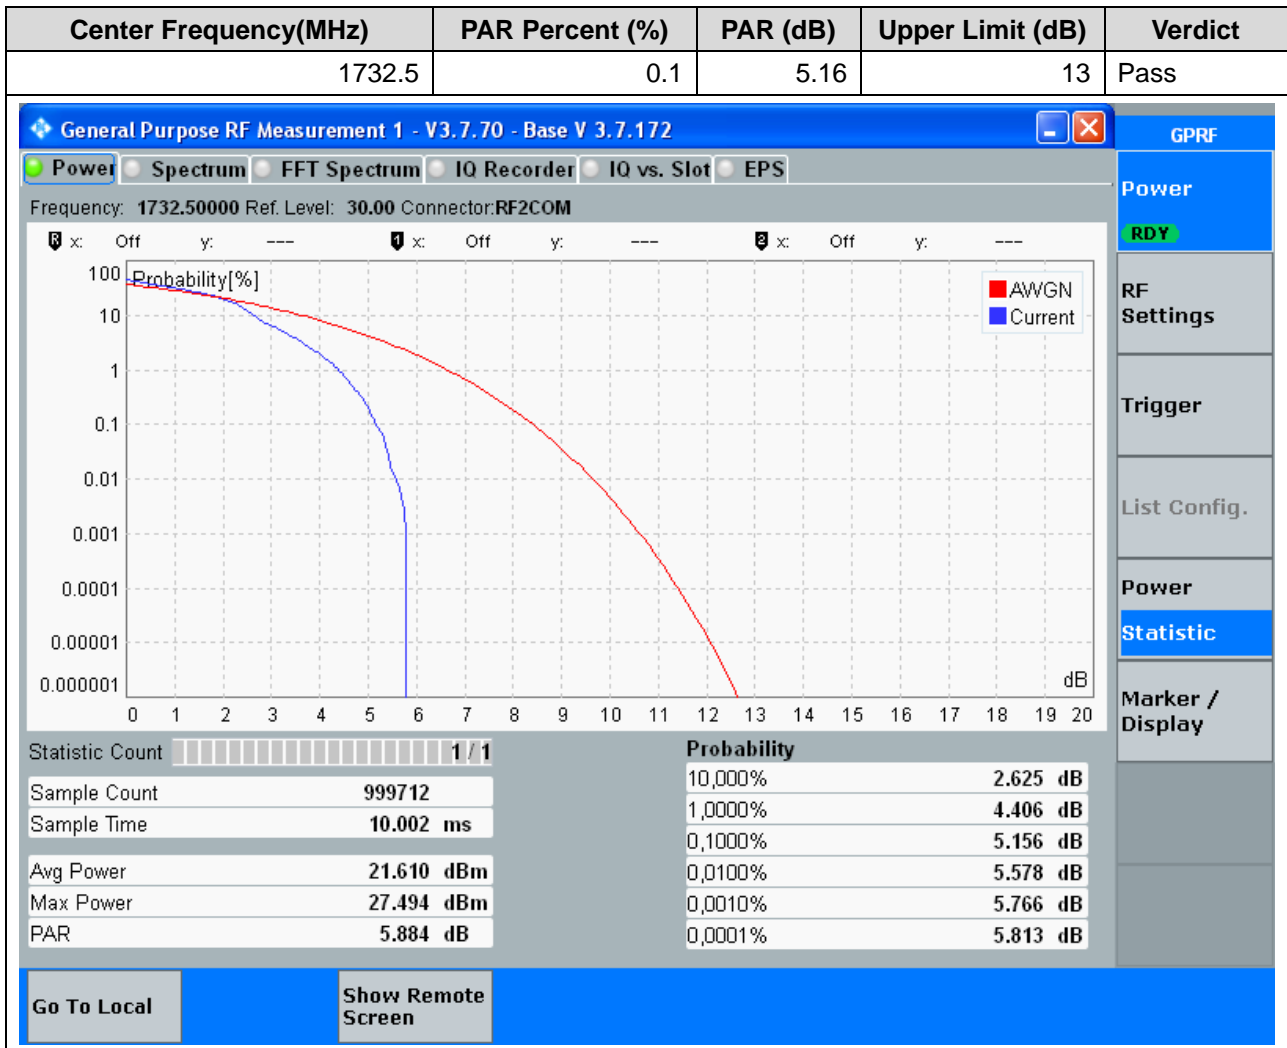 Center Frequency(MHz) PAR Percent (%) PAR (dB) Upper Limit (dB) Verdict
1732.5 0.1 5.16 13 Pass
General Purpose RF Measurement 1 - V3.7.70 - Base V 3.7.172
GPRF
Power Spectrum FFT Spectrum IQ Recorder IQ vs. Slot EPS
Frequency: 1732.50000 Ref. Level: 30.00 Connector:RF2COM
R x: Off y: --- 1 x: Off y: --- 2 x: Off y: ---
Probability[%]
AWGN
Current
100
10
1
0.1
0.01
0.001
0.0001
0.00001
0.000001
dB
0 1 2 3 4 5 6 7 8 9 10 11 12 13 14 15 16 17 18 19 20
Statistic Count 1 / 1
Sample Count 999712
Sample Time 10.002 ms
Avg Power 21.610 dBm
Max Power 27.494 dBm
PAR 5.884 dB
Probability
10,000% 2.625 dB
1,0000% 4.406 dB
0,1000% 5.156 dB
0,0100% 5.578 dB
0,0010% 5.766 dB
0,0001% 5.813 dB
Power
RDY
RF
Settings
Trigger
List Config.
Power
Statistic
Marker /
Display
Go To Local
Show Remote
Screen